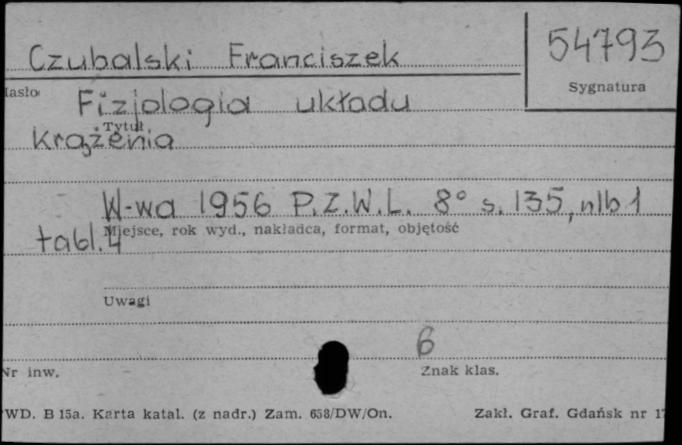 Czubalski Franciszek
54793
Sygnatura
Hasło
Fizjologia układu
Tytuł
krążenia
W-wa 1956 P.Z.W.L. 8° s. 135, nlb 1
Miejsce, rok wyd., nakładca, format, objętość
tabl. 4
Uwagi
6
Nr inw.
Znak klas.
WD. B 15a. Karta katal. (z nadr.) Zam. 658/DW/On.
Zakł. Graf. Gdańsk nr